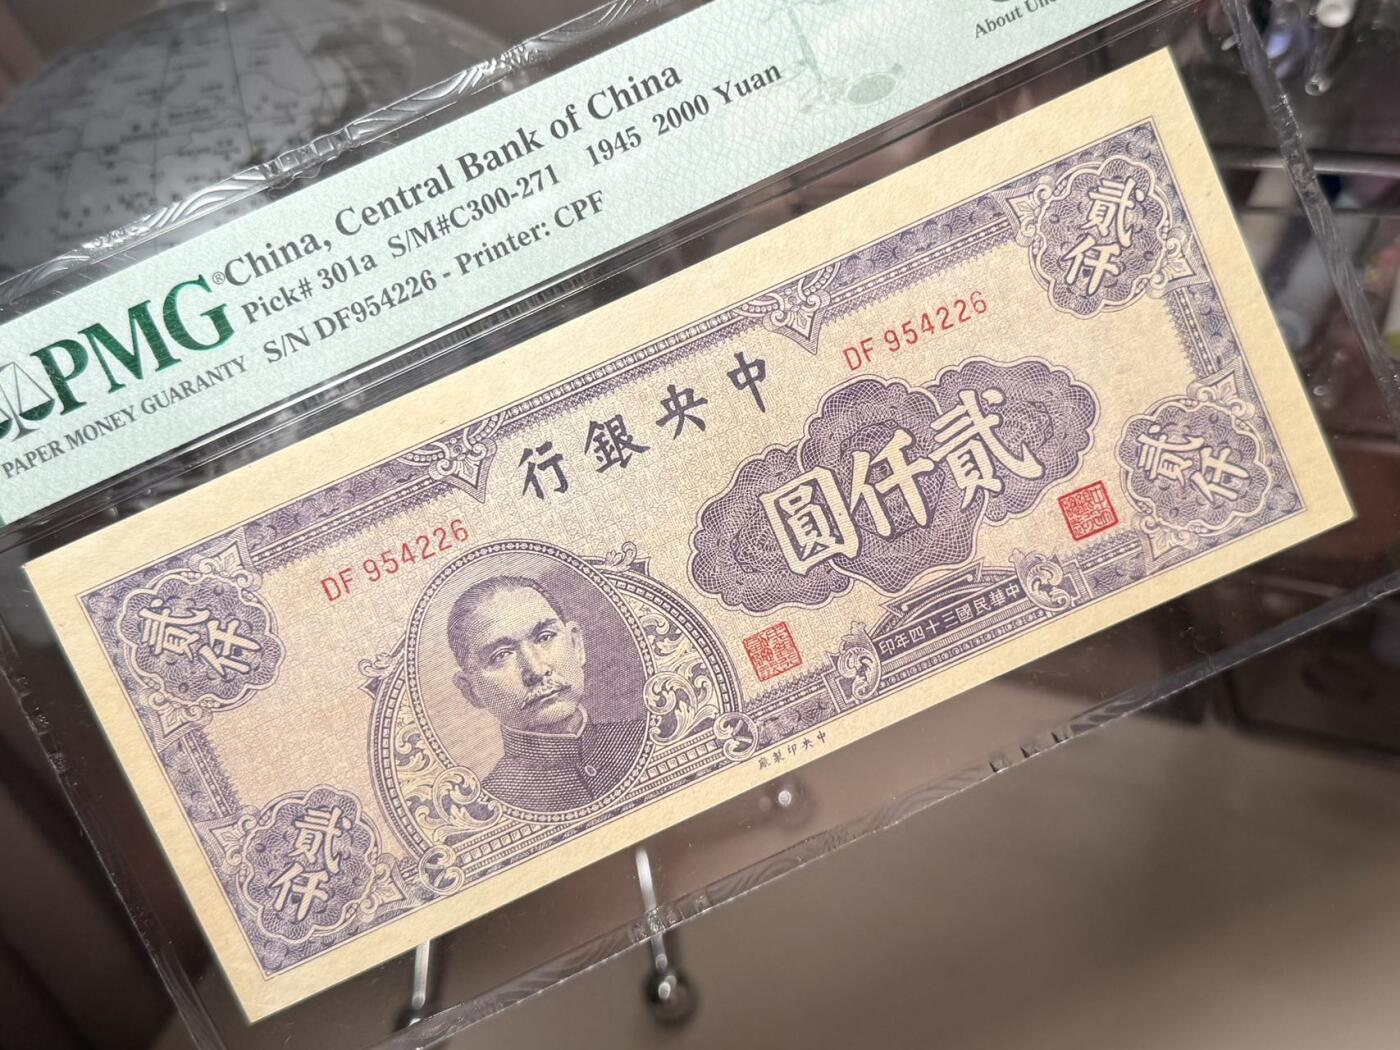 China, Central Bank of China
Pick# 301a S/M#C300-271 1945 2000 Yuan
S/N DF954226 - Printer: CPF
PMG®
PAPER MONEY GUARANTY
About
貳仟
貳仟
DF 954226
行銀央中
圓仟貳
DF 954226
貳仟
貳仟
印年四十三國民華中
廠製印央中